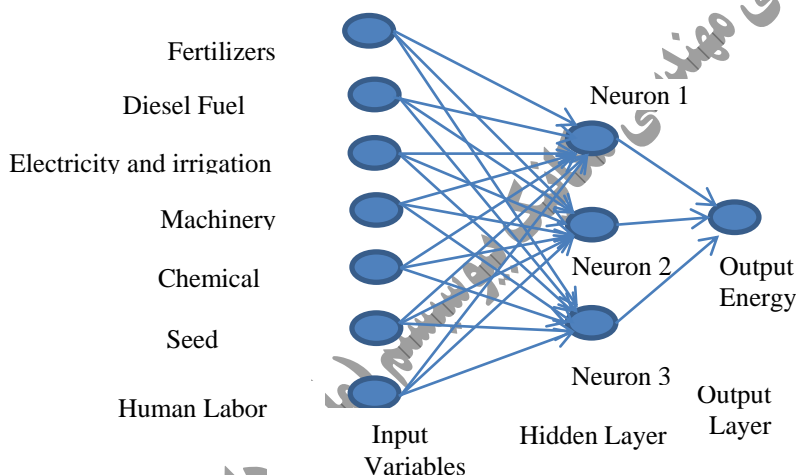 Fertilizers
Diesel Fuel
Electricity and irrigation
Machinery
Chemical
Seed
Human Labor
Input
Variables
Neuron 1
Neuron 2
Neuron 3
Hidden Layer
Output
Energy
Output
Layer